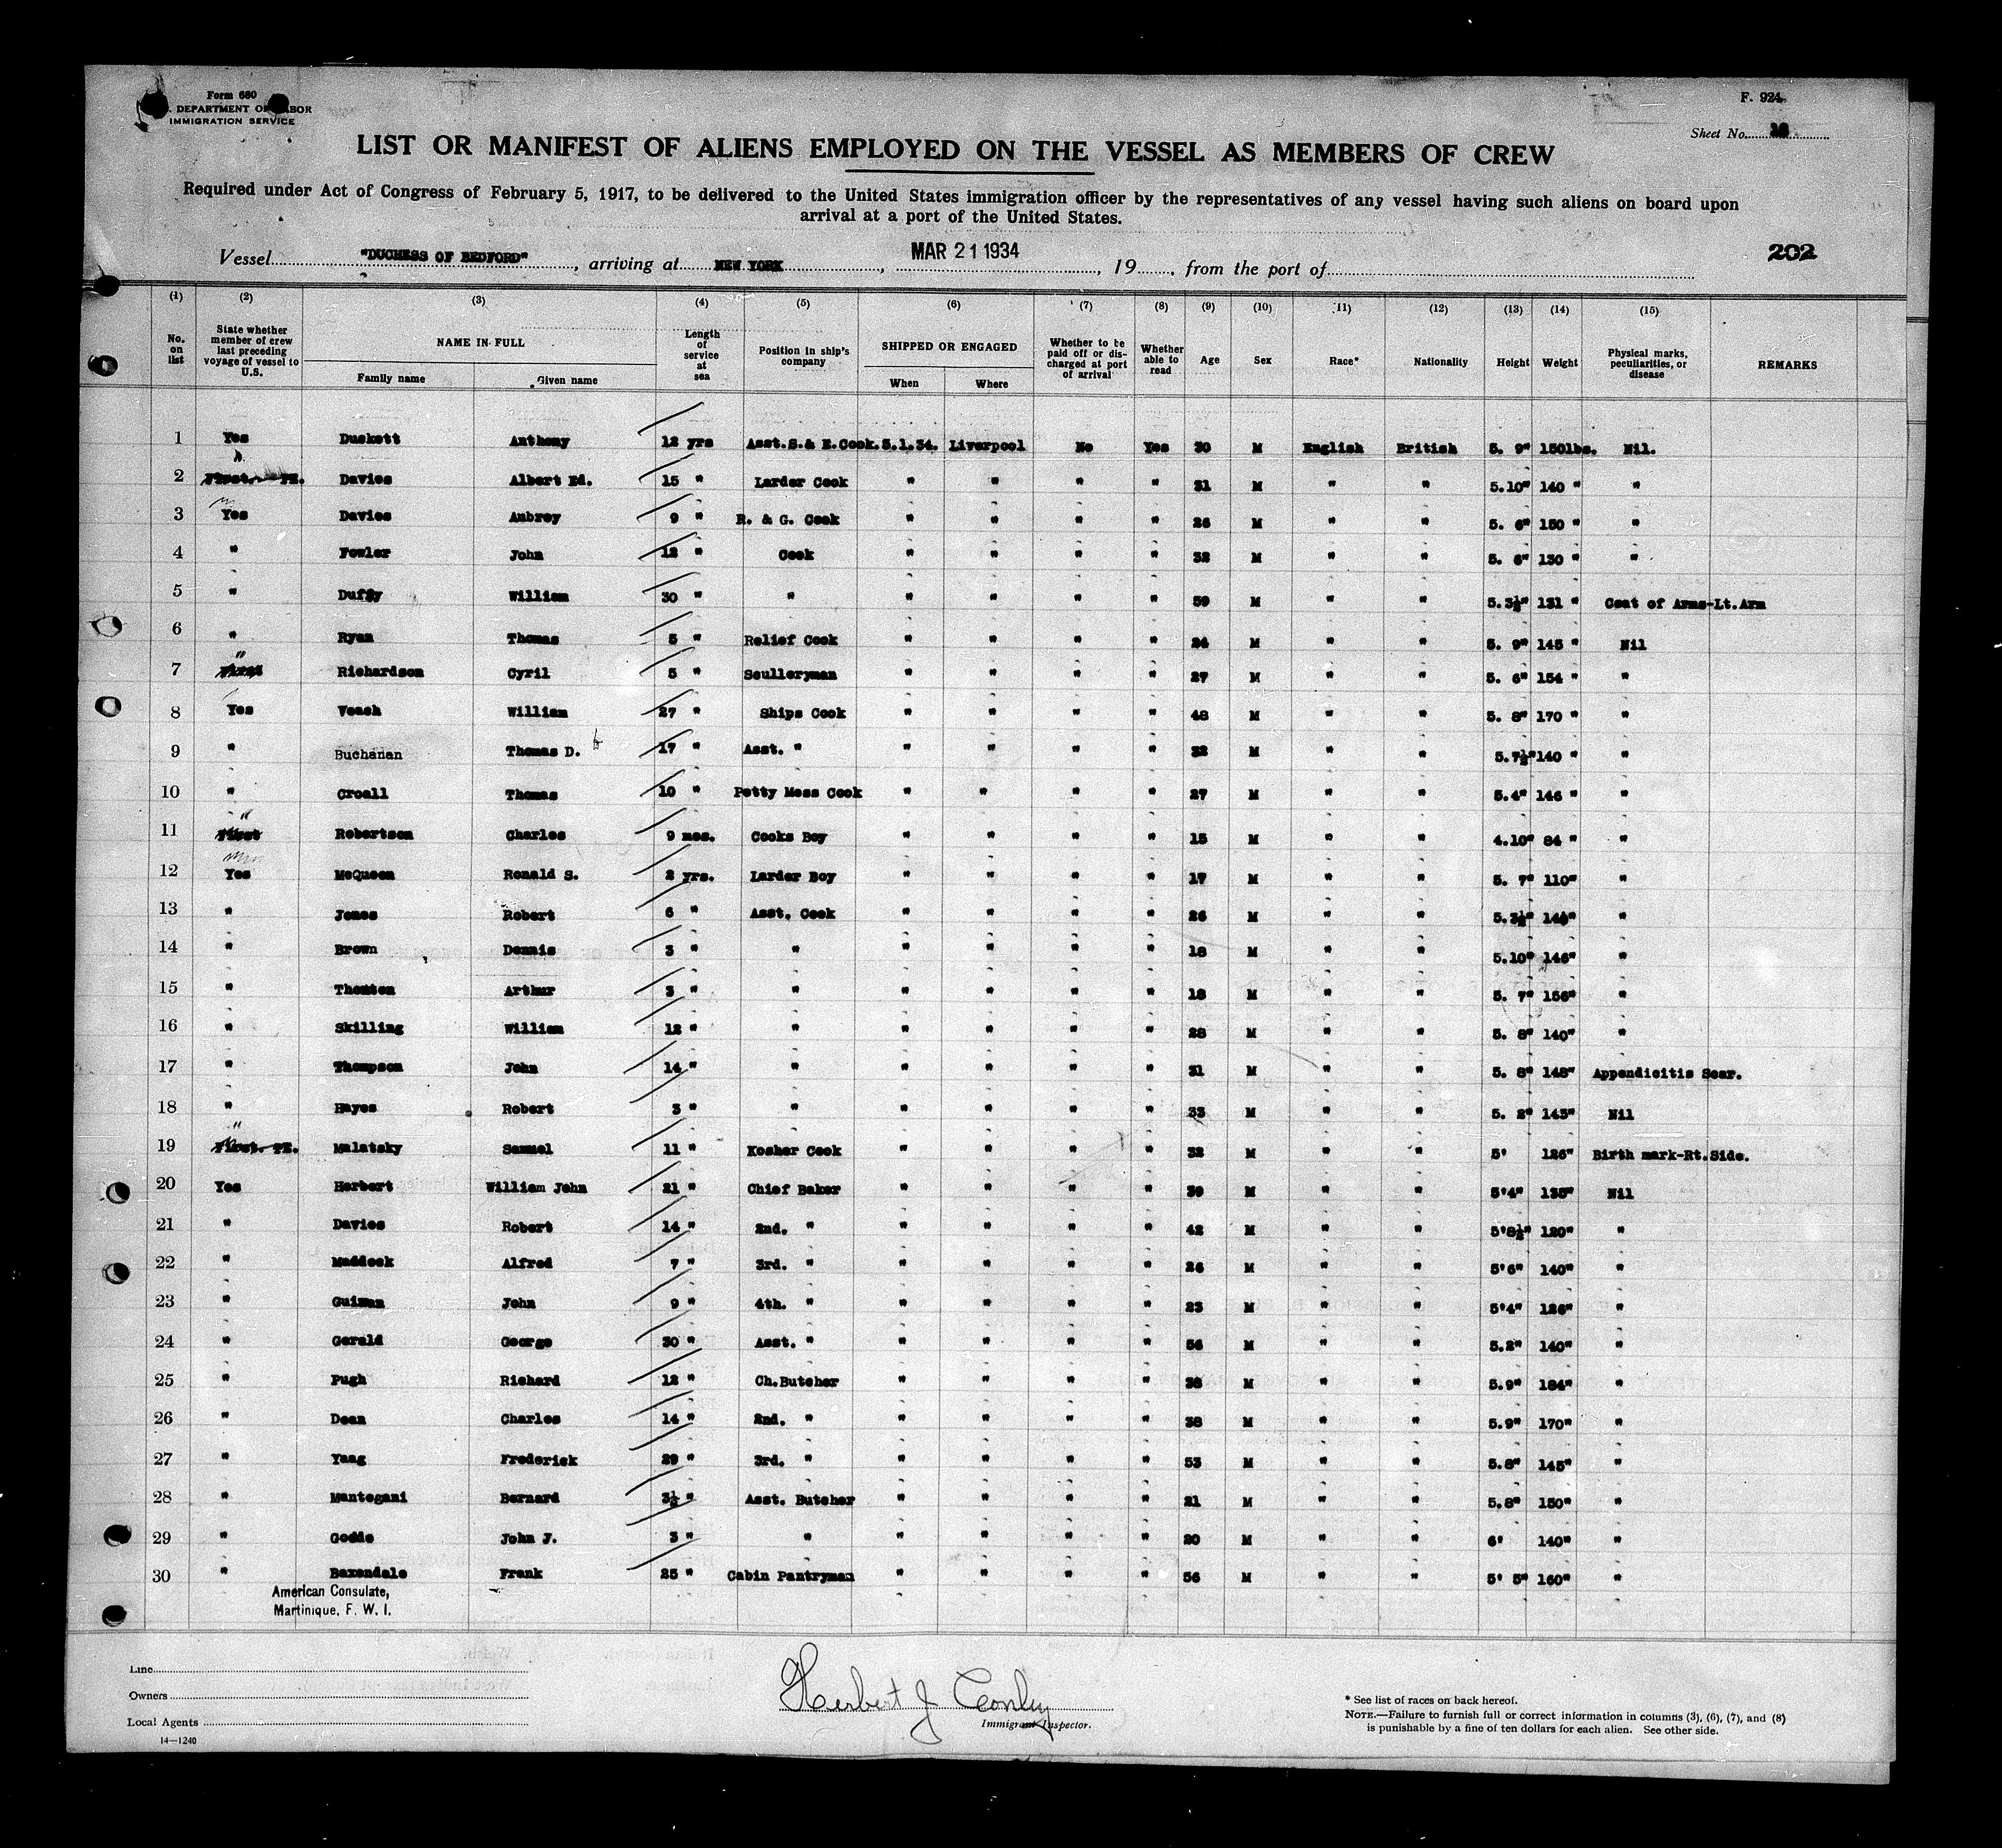 Form 680
DEPARTMENT OF LABOR
IMMIGRATION SERVICE
F. 924
Sheet No.
LIST OR MANIFEST OF ALIENS EMPLOYED ON THE VESSEL AS MEMBERS OF CREW
Required under Act of Congress of February 5, 1917, to be delivered to the United States immigration officer by the representatives of any vessel having such aliens on board upon
arrival at a port of the United States.
Vessel "DUCHESS OF BEDFORD", arriving at NEW YORK, MAR 21 1934, 19, from the port of 202
(1) (2) (3) (4) (5) (6) (7) (8) (9) (10) (11) (12) (13) (14) (15)
No. on list State whether member of crew last preceding voyage of vessel to U.S. NAME IN FULL Family name Given name Length of service at sea Position in ship's company SHIPPED OR ENGAGED When Where Whether to be paid off or discharged at port of arrival Whether able to read Age Sex Race* Nationality Height Weight Physical marks, peculiarities, or disease REMARKS
1 Yes Duckett Anthony 12 yrs Asst.S.& E.Cook. 5.1.34. Liverpool No Yes 30 M English British 5. 9" 150lbs. Nil.
2 First. Davies Albert Ed. 15 " Larder Cook " " " " 31 M " " 5.10" 140 " "
3 Yes Davies Aubrey 9 " R. & G. Cook " " " " 26 M " " 5. 6" 150 " "
4 " Fowler John 12 " Cook " " " " 32 M " " 5. 6" 130 " "
5 " Duffy William 30 " " " " " " 59 M " " 5.3½" 131 " Coat of Arms-Lt.Arm
6 " Ryan Thomas 5 " Relief Cook " " " " 24 M " " 5. 9" 145 " Nil
7 " Richardson Cyril 5 " Sculleryman " " " " 27 M " " 5. 6" 154 " "
8 Yes Veach William 27 " Ships Cook " " " " 48 M " " 5. 8" 170 " "
9 " Buchanan Thomas D. 17 " Asst. " " " " " 32 M " " 5.7½" 140 " "
10 " Croall Thomas 10 " Petty Mess Cook " " " " 27 M " " 5.4" 146 " "
11 First " Robertson Charles 9 mos. Cooks Boy " " " " 15 M " " 4.10" 84 " "
12 Yes McQueen Ronald S. 2 yrs. Larder Boy " " " " 17 M " " 5. 7" 110" "
13 " Jones Robert 6 " Asst. Cook " " " " 26 M " " 5.3½" "
14 " Brown Dennis 3 " " " " " " 18 M " " 5.10" 146" "
15 " Arthur 3 " " " " " " 18 M " " 5. 7" 156" "
16 " Skilling William 12 " " " " " " 28 M " " 5. 8" 140" "
17 " Thompson John 14 " " " " " " 31 M " " 5. 8" 148" Appendicitis Scar.
18 " Hayes Robert 3 " " " " " " 33 M " " 5. 2" 145" Nil
19 First. " Malatsky Samuel 11 " Kosher Cook " " " " 32 M " " 5' 126" Birth mark-Rt.Side.
20 Yes Herbert William John 21 " Chief Baker " " " " 39 M " " 5'4" 135" Nil
21 " Davies Robert 14 " 2nd. " " " " " 42 M " " 5'8½" 120" "
22 " Maddock Alfred 7 " 3rd. " " " " " 26 M " " 5'6" 140" "
23 " Guiman John 9 " 4th. " " " " " 23 M " " 5'4" 126" "
24 " Gerald George 30 " Asst. " " " " " 56 M " " 5.2" 140" "
25 " Pugh Richard 12 " Ch.Butcher " " " " 38 M " " 5.9" 184" "
26 " Dean Charles 14 " 2nd. " " " " " 38 M " " 5.9" 170" "
27 " Yaag Frederick 29 " 3rd. " " " " " 53 M " " 5.8" 145" "
28 " Mantegani Bernard 3½ " Asst. Butcher " " " " 21 M " " 5.8" 150" "
29 " John J. 3 " " " " " " 20 M " " 6' 140" "
30 " Baxendale Frank 25 " Cabin Pantryman " " " " 56 M " " 5' 5" 160" "
American Consulate,
Martinique, F. W. I.
Line
Owners
Local Agents
14—1240
Herbert J Conley
Immigrant Inspector.
* See list of races on back hereof.
NOTE.—Failure to furnish full or correct information in columns (3), (6), (7), and (8)
is punishable by a fine of ten dollars for each alien. See other side.